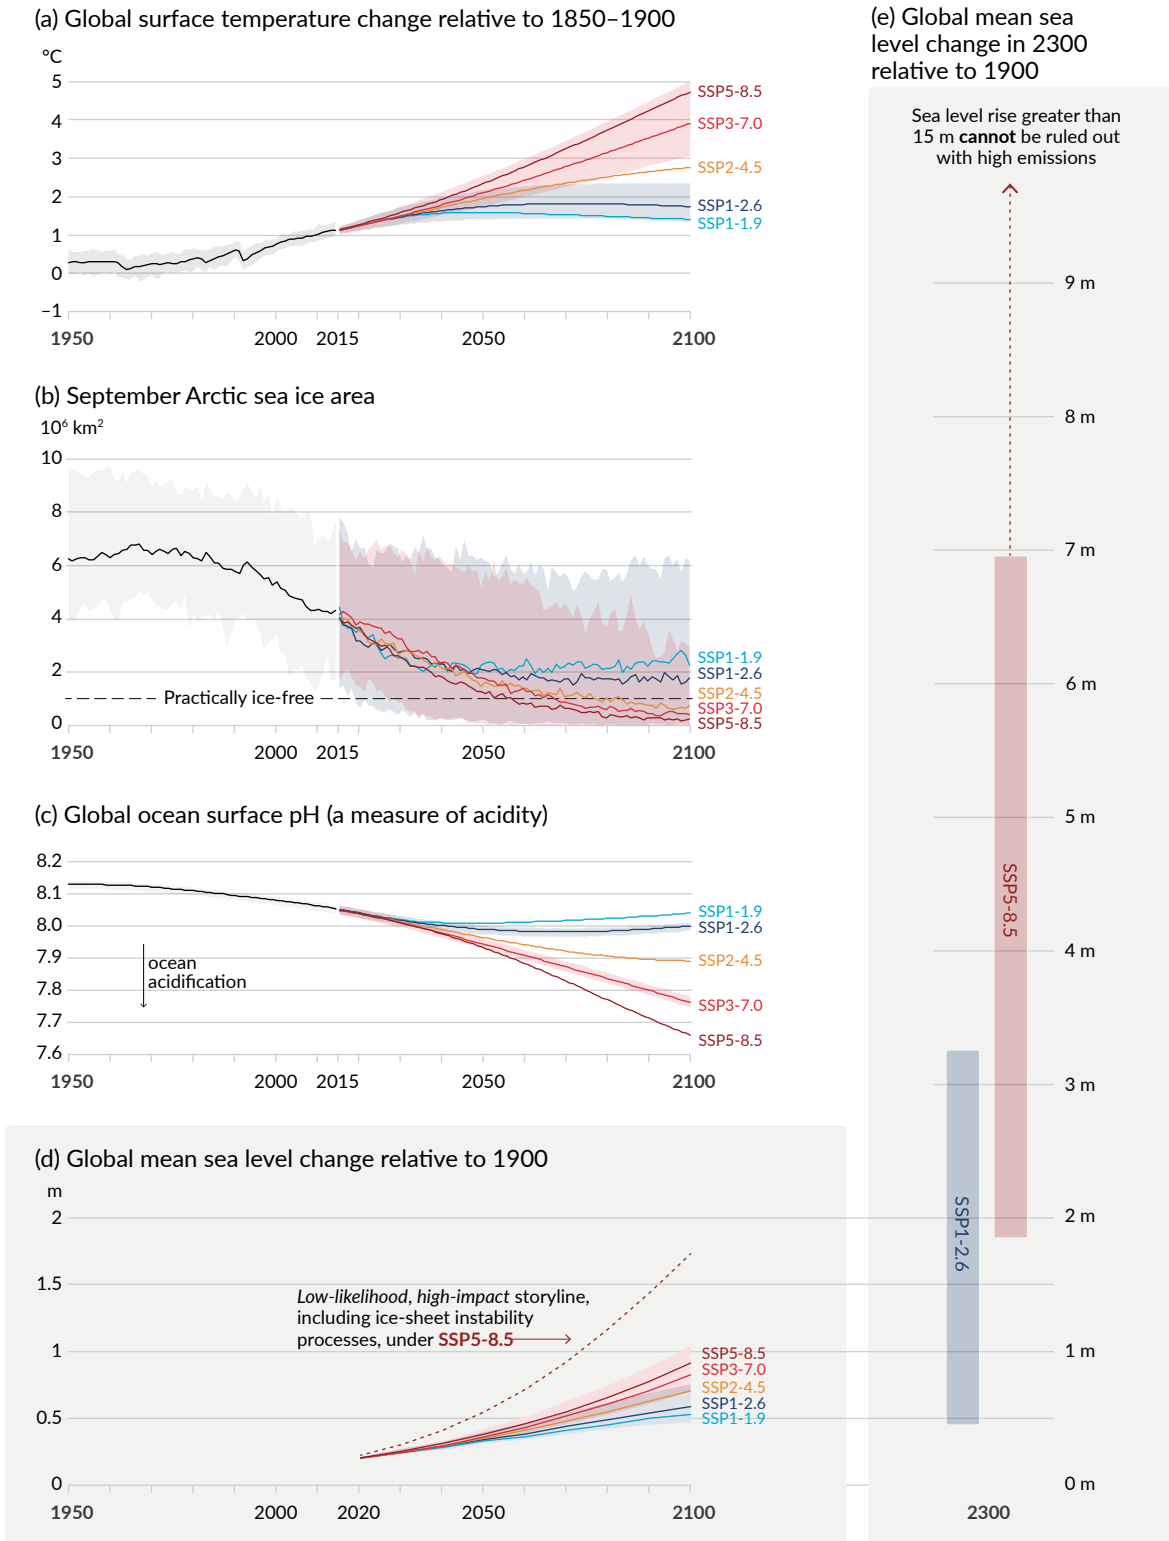 (a) Global surface temperature change relative to 1850–1900
°C
5
4
3
2
1
0
–1
1950
2000
2015
2050
2100
SSP5-8.5
SSP3-7.0
SSP2-4.5
SSP1-2.6
SSP1-1.9
(b) September Arctic sea ice area
10⁶ km²
10
8
6
4
2
0
Practically ice-free
1950
2000
2015
2050
2100
SSP1-1.9
SSP1-2.6
SSP2-4.5
SSP3-7.0
SSP5-8.5
(c) Global ocean surface pH (a measure of acidity)
8.2
8.1
8.0
7.9
7.8
7.7
7.6
ocean
acidification
1950
2000
2015
2050
2100
SSP1-1.9
SSP1-2.6
SSP2-4.5
SSP3-7.0
SSP5-8.5
(d) Global mean sea level change relative to 1900
m
2
1.5
1
0.5
0
Low-likelihood, high-impact storyline,
including ice-sheet instability
processes, under SSP5-8.5
1950
2000
2020
2050
2100
SSP5-8.5
SSP3-7.0
SSP2-4.5
SSP1-2.6
SSP1-1.9
(e) Global mean sea
level change in 2300
relative to 1900
Sea level rise greater than
15 m cannot be ruled out
with high emissions
9 m
8 m
7 m
6 m
5 m
4 m
3 m
2 m
1 m
0 m
SSP5-8.5
SSP1-2.6
2300